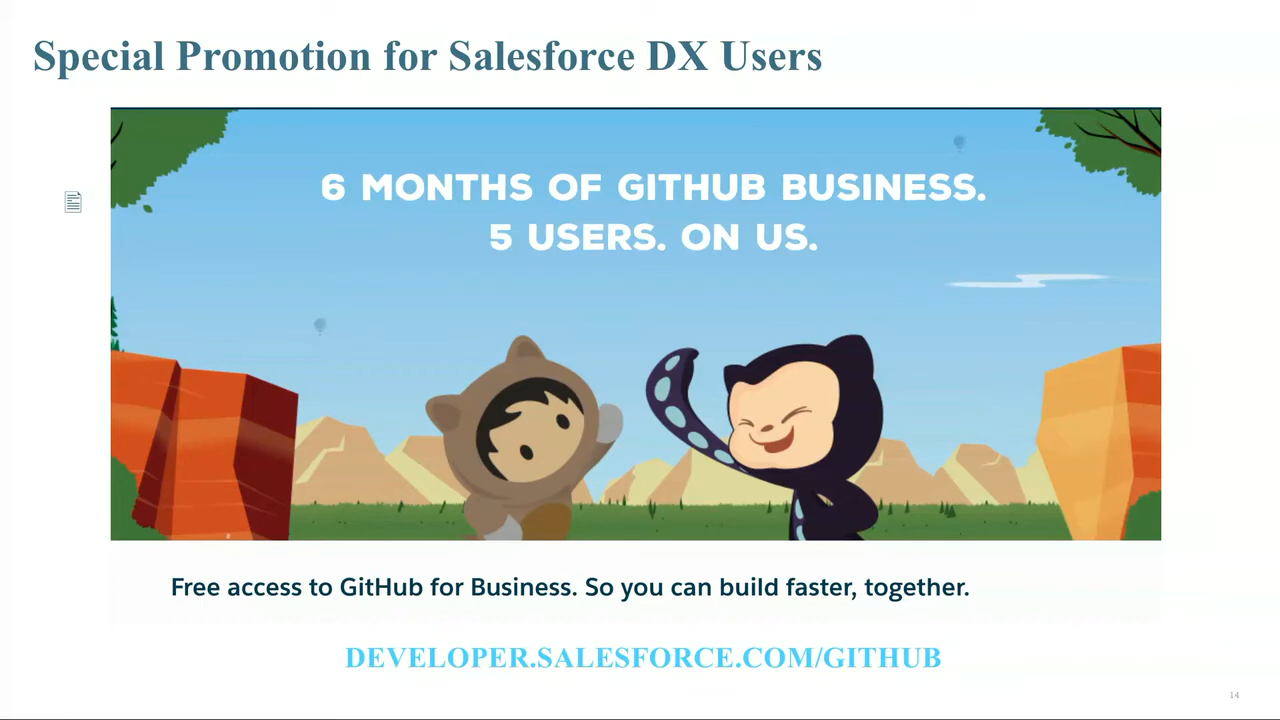 Special Promotion for Salesforce DX Users
6 MONTHS OF GITHUB BUSINESS.
5 USERS. ON US.
Free access to GitHub for Business. So you can build faster, together.
DEVELOPER.SALESFORCE.COM/GITHUB
14